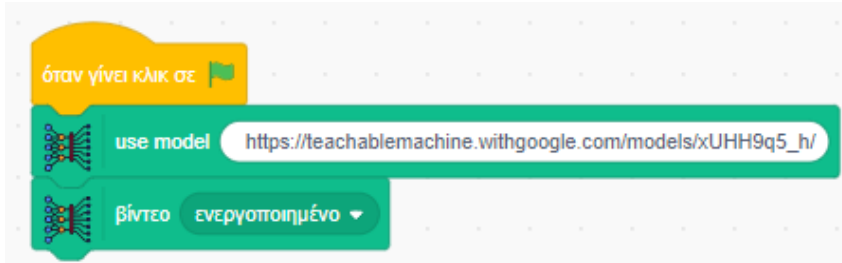 όταν γίνει κλικ σε
use model https://teachablemachine.withgoogle.com/models/xUHH9q5_h/
βίντεο ενεργοποιημένο